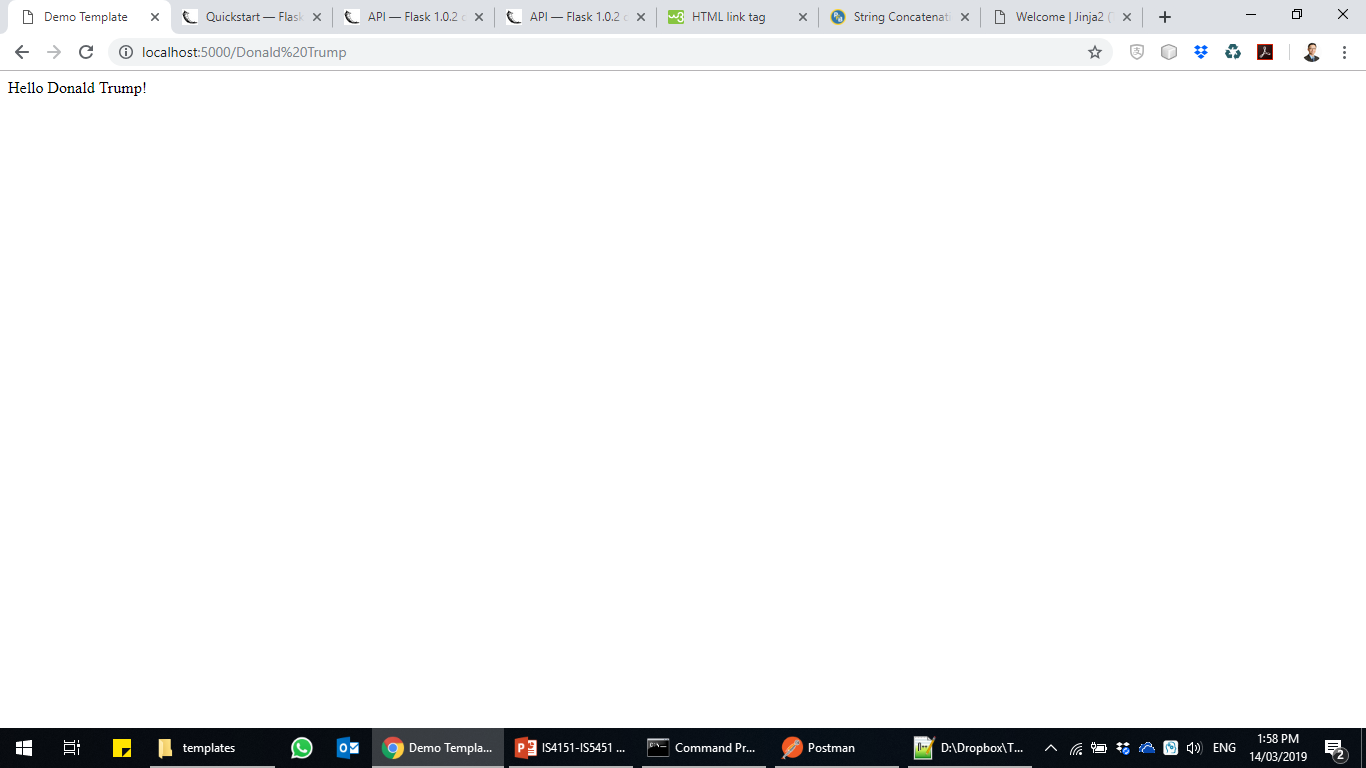 Demo Template
Quickstart — Flask
API — Flask 1.0.2 c
API — Flask 1.0.2 c
HTML link tag
String Concatenat
Welcome | Jinja2 (
localhost:5000/Donald%20Trump
Hello Donald Trump!
templates
Demo Templa...
IS4151-IS5451 ...
Command Pr...
Postman
D:\Dropbox\T...
ENG
1:58 PM
14/03/2019
2